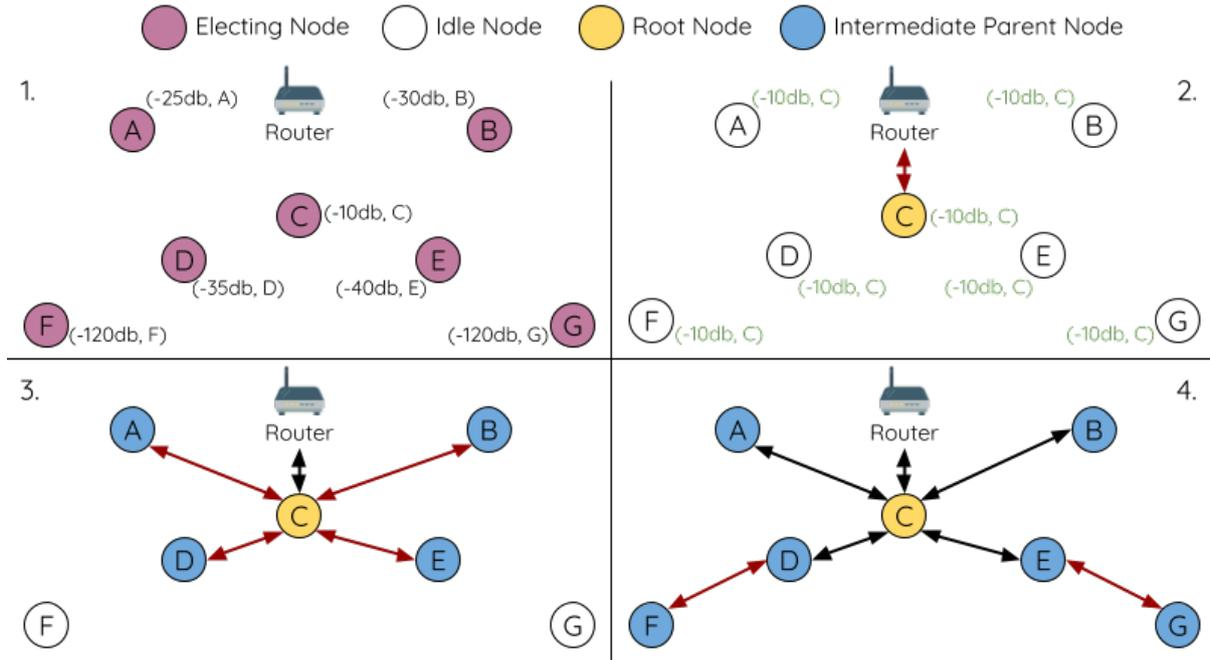 Electing Node Idle Node Root Node Intermediate Parent Node
1.
(-25db, A) (-30db, B)
A B
Router
C (-10db, C)
D E
(-35db, D) (-40db, E)
F (-120db, F) (-120db, G) G
2.
(-10db, C) (-10db, C)
A B
Router
C (-10db, C)
D E
(-10db, C) (-10db, C)
F (-10db, C) (-10db, C) G
3.
A B
Router
C
D E
F G
4.
A B
Router
C
D E
F G